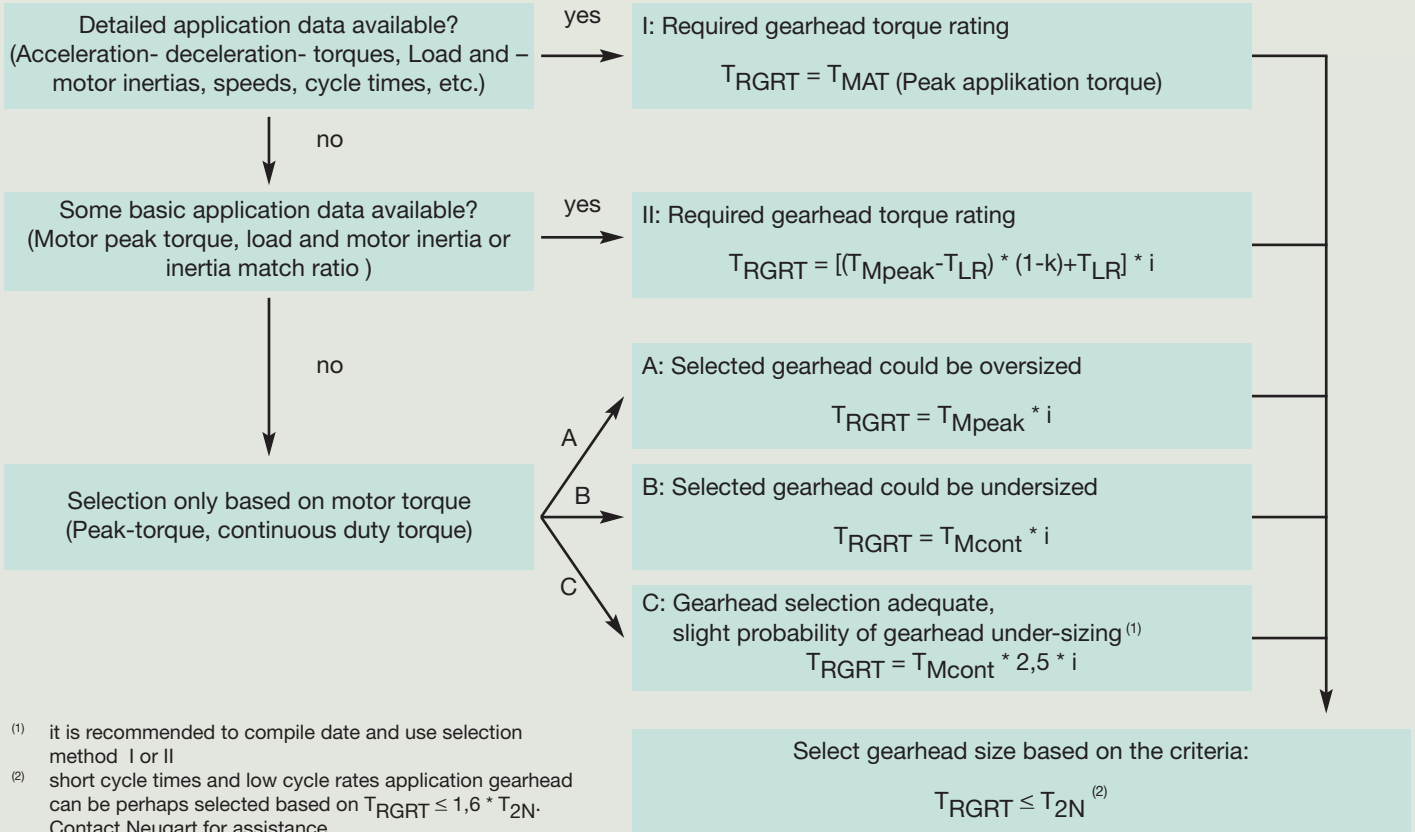 Detailed application data available?
(Acceleration- deceleration- torques, Load and –
motor inertias, speeds, cycle times, etc.)
yes
I: Required gearhead torque rating
TRGRT = TMAT (Peak applikation torque)
no
Some basic application data available?
(Motor peak torque, load and motor inertia or
inertia match ratio )
yes
II: Required gearhead torque rating
TRGRT = [(TMpeak-TLR) * (1-k)+TLR] * i
no
Selection only based on motor torque
(Peak-torque, continuous duty torque)
A
A: Selected gearhead could be oversized
TRGRT = TMpeak * i
B
B: Selected gearhead could be undersized
TRGRT = TMcont * i
C
C: Gearhead selection adequate,
slight probability of gearhead under-sizing (1)
TRGRT = TMcont * 2,5 * i
(1) it is recommended to compile date and use selection
method I or II
(2) short cycle times and low cycle rates application gearhead
can be perhaps selected based on TRGRT ≤ 1,6 * T2N.
Contact Neugart for assistance
Select gearhead size based on the criteria:
TRGRT ≤ T2N (2)